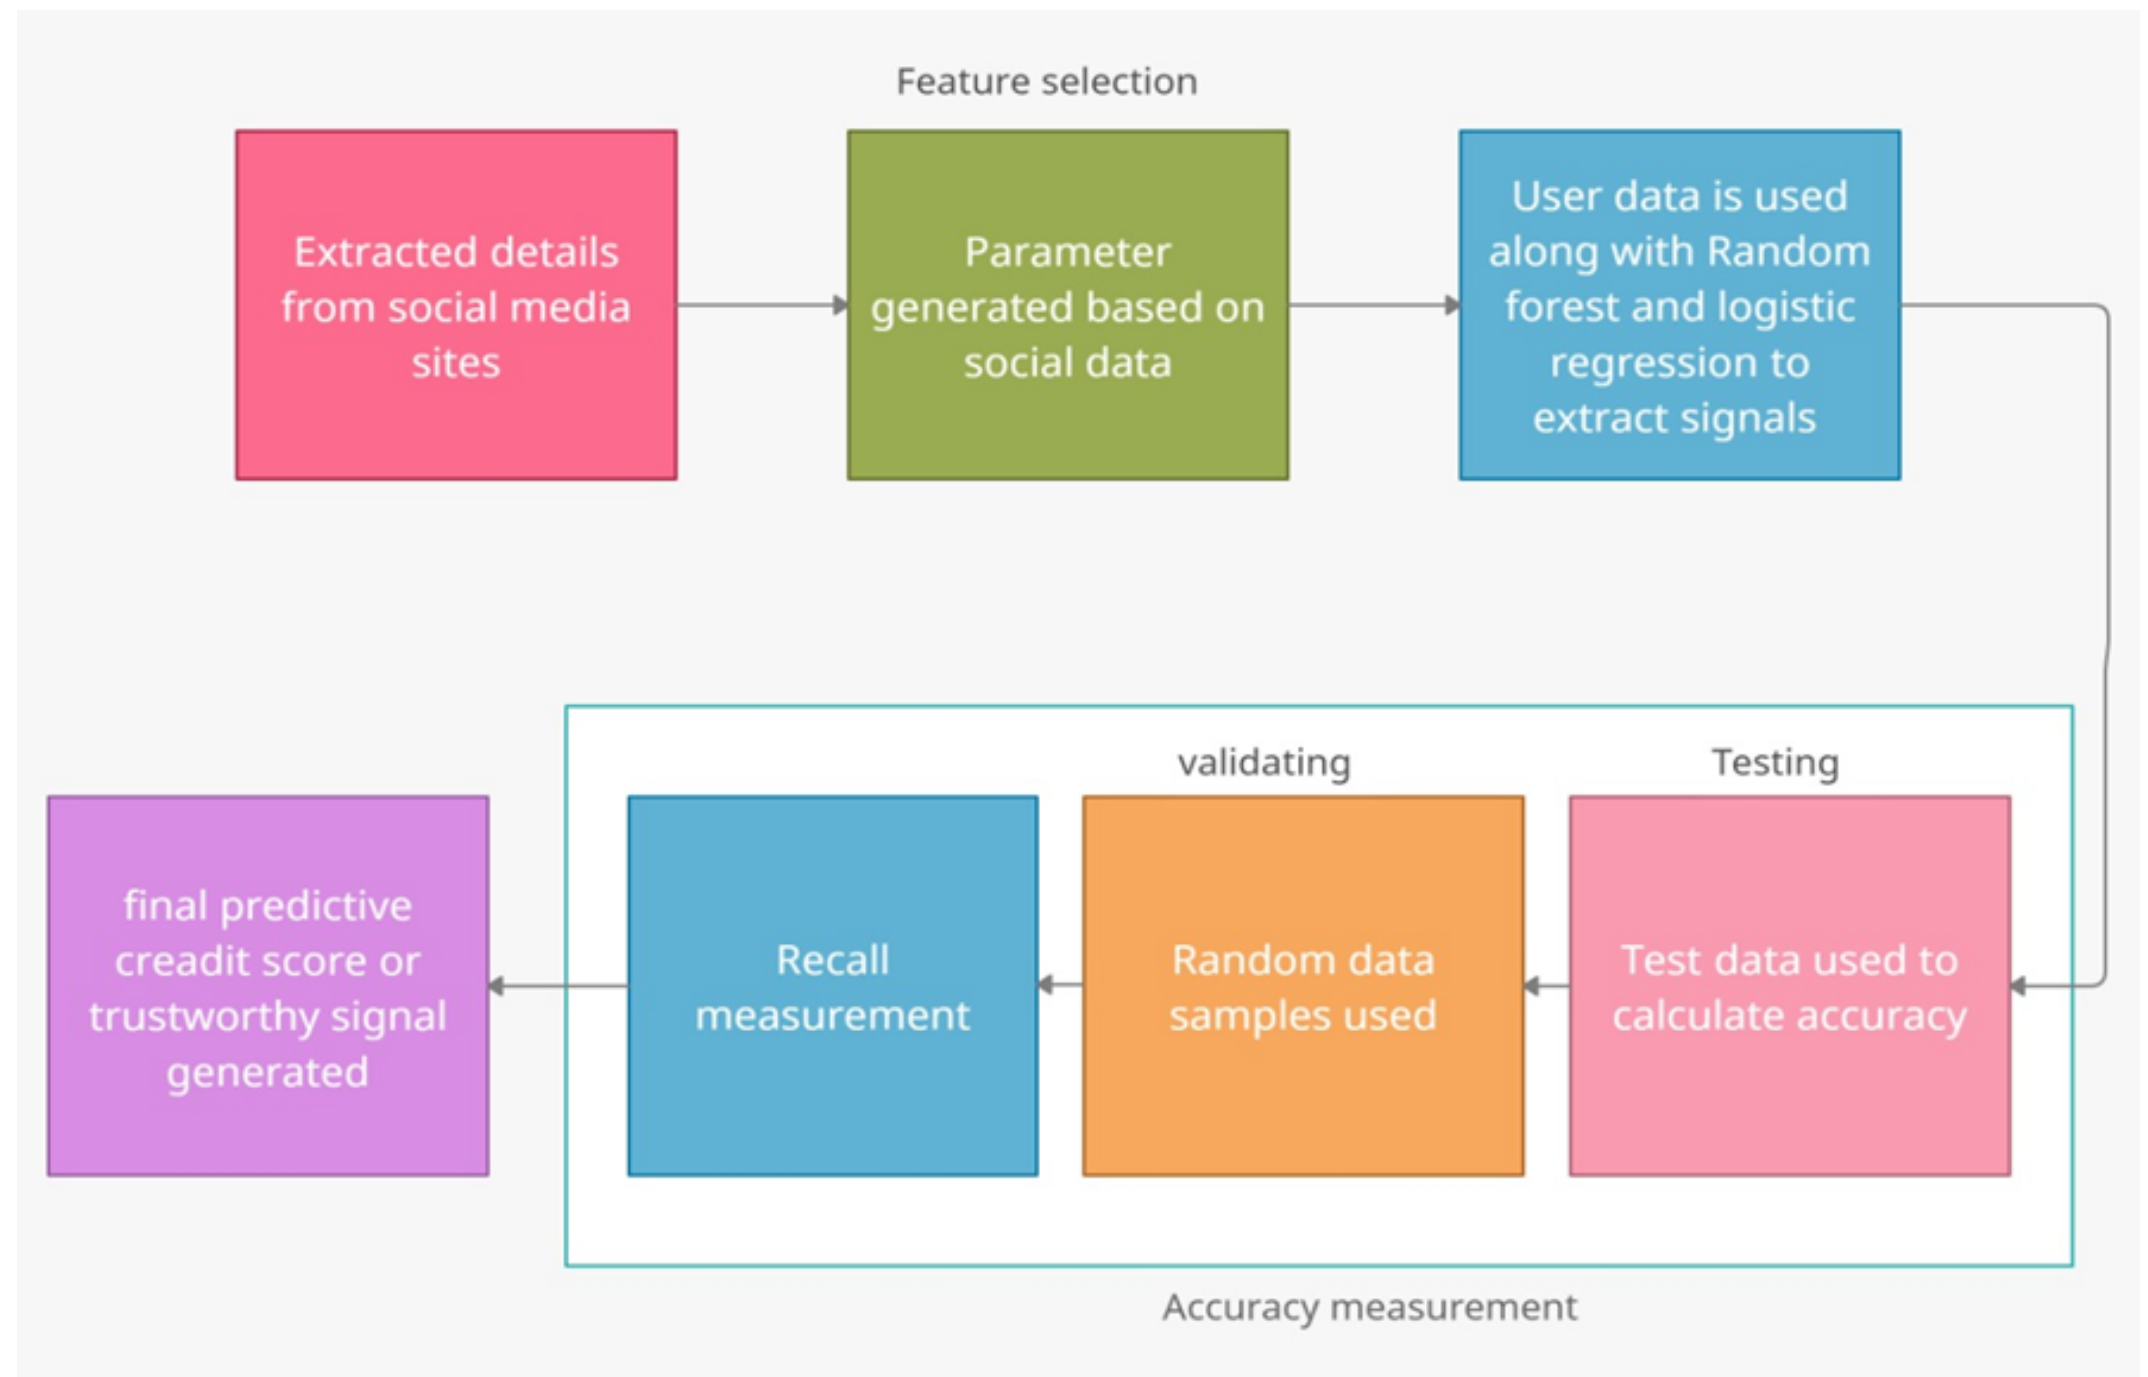 Feature selection
Extracted details
from social media
sites
Parameter
generated based on
social data
User data is used
along with Random
forest and logistic
regression to
extract signals
validating
Testing
final predictive
creadit score or
trustworthy signal
generated
Recall
measurement
Random data
samples used
Test data used to
calculate accuracy
Accuracy measurement